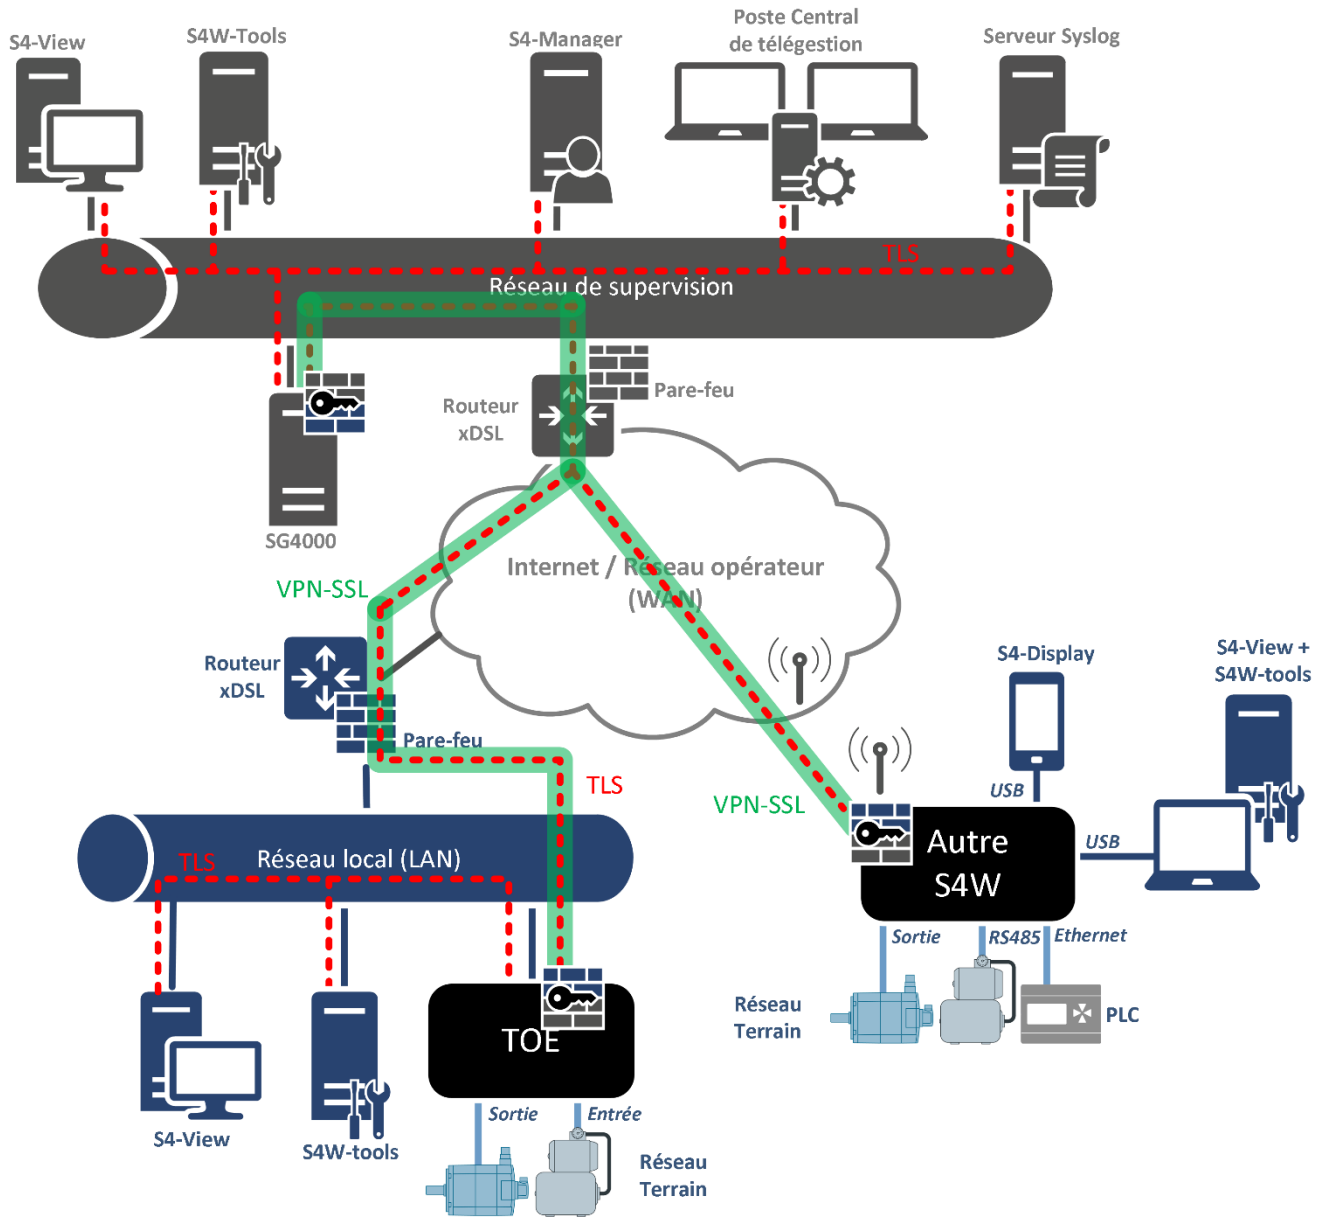 S4-View
S4W-Tools
S4-Manager
Poste Central
de télégestion
Serveur Syslog
TLS
Réseau de supervision
Pare-feu
Routeur
xDSL
SG4000
Internet / Réseau opérateur
(WAN)
VPN-SSL
Routeur
xDSL
Pare-feu
TLS
S4-Display
S4-View +
S4W-tools
USB
VPN-SSL
USB
Autre
S4W
Réseau local (LAN)
TLS
Sortie
RS485
Ethernet
Réseau
Terrain
PLC
TOE
S4-View
S4W-tools
Sortie
Entrée
Réseau
Terrain